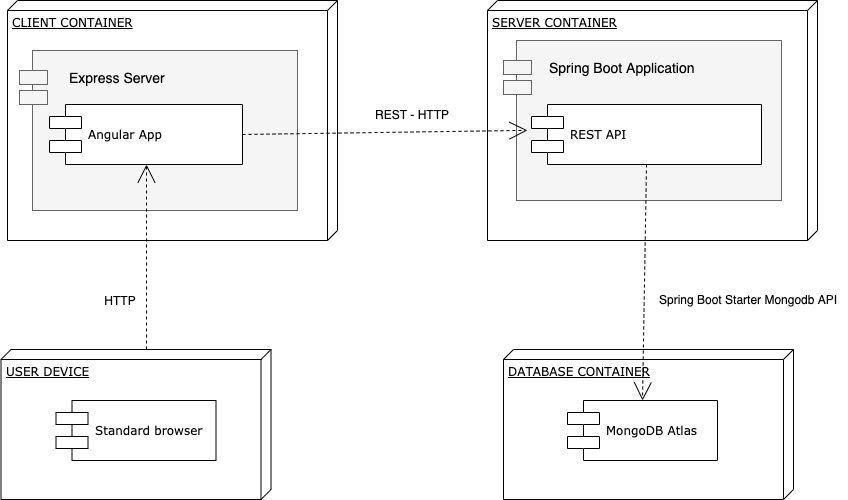 CLIENT CONTAINER
Express Server
Angular App
REST - HTTP
SERVER CONTAINER
Spring Boot Application
REST API
HTTP
Spring Boot Starter Mongodb API
USER DEVICE
Standard browser
DATABASE CONTAINER
MongoDB Atlas